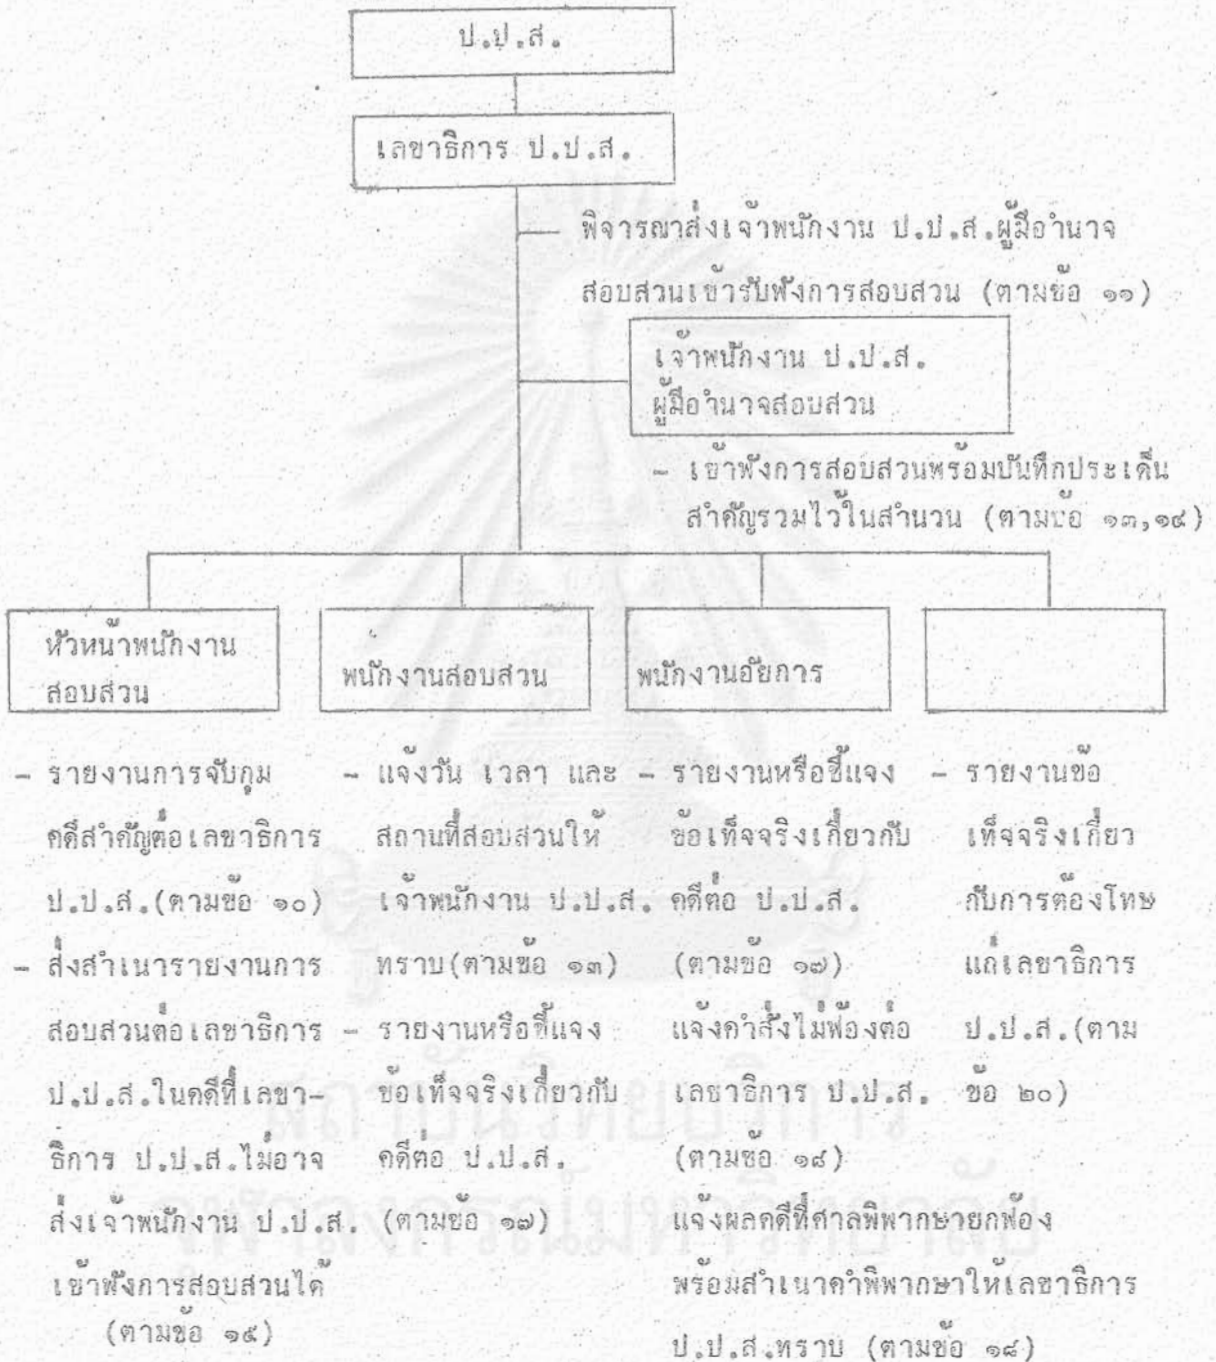 ป.ป.ส.
เลขาธิการ ป.ป.ส.
พิจารณาส่งเจ้าพนักงาน ป.ป.ส.ผู้มีอำนาจ
สอบสวนเข้ารับฟังการสอบสวน (ตามข้อ ๑๑)
เจ้าพนักงาน ป.ป.ส.
ผู้มีอำนาจสอบสวน
- เข้าฟังการสอบสวนพร้อมบันทึกประเด็น
สำคัญรวมไว้ในสำนวน (ตามข้อ ๑๓,๑๔)
หัวหน้าพนักงาน
สอบสวน
- รายงานการจับกุม
คดีสำคัญต่อเลขาธิการ
ป.ป.ส.(ตามข้อ ๑๐)
- ส่งสำเนารายงานการ
สอบสวนต่อเลขาธิการ
ป.ป.ส.ในคดีที่เลขา-
ธิการ ป.ป.ส.ไม่อาจ
ส่งเจ้าพนักงาน ป.ป.ส.
เข้าฟังการสอบสวนได้
(ตามข้อ ๑๕)
พนักงานสอบสวน
- แจ้งวัน เวลา และ
สถานที่สอบสวนให้
เจ้าพนักงาน ป.ป.ส.
ทราบ(ตามข้อ ๑๓)
- รายงานหรือชี้แจง
ข้อเท็จจริงเกี่ยวกับ
คดีต่อ ป.ป.ส.
(ตามข้อ ๑๗)
พนักงานอัยการ
- รายงานหรือชี้แจง
ข้อเท็จจริงเกี่ยวกับ
คดีต่อ ป.ป.ส.
(ตามข้อ ๑๗)
แจ้งคำสั่งไม่ฟ้องต่อ
เลขาธิการ ป.ป.ส.
(ตามข้อ ๑๘)
แจ้งผลคดีที่ศาลพิพากษายกฟ้อง
พร้อมสำเนาคำพิพากษาให้เลขาธิการ
ป.ป.ส.ทราบ (ตามข้อ ๑๘)
- รายงานข้อ
เท็จจริงเกี่ยว
กับการต้องโทษ
แก่เลขาธิการ
ป.ป.ส.(ตาม
ข้อ ๒๐)
สถาบันวิทยบริการ
จุฬาลงกรณ์มหาวิทยาลัย